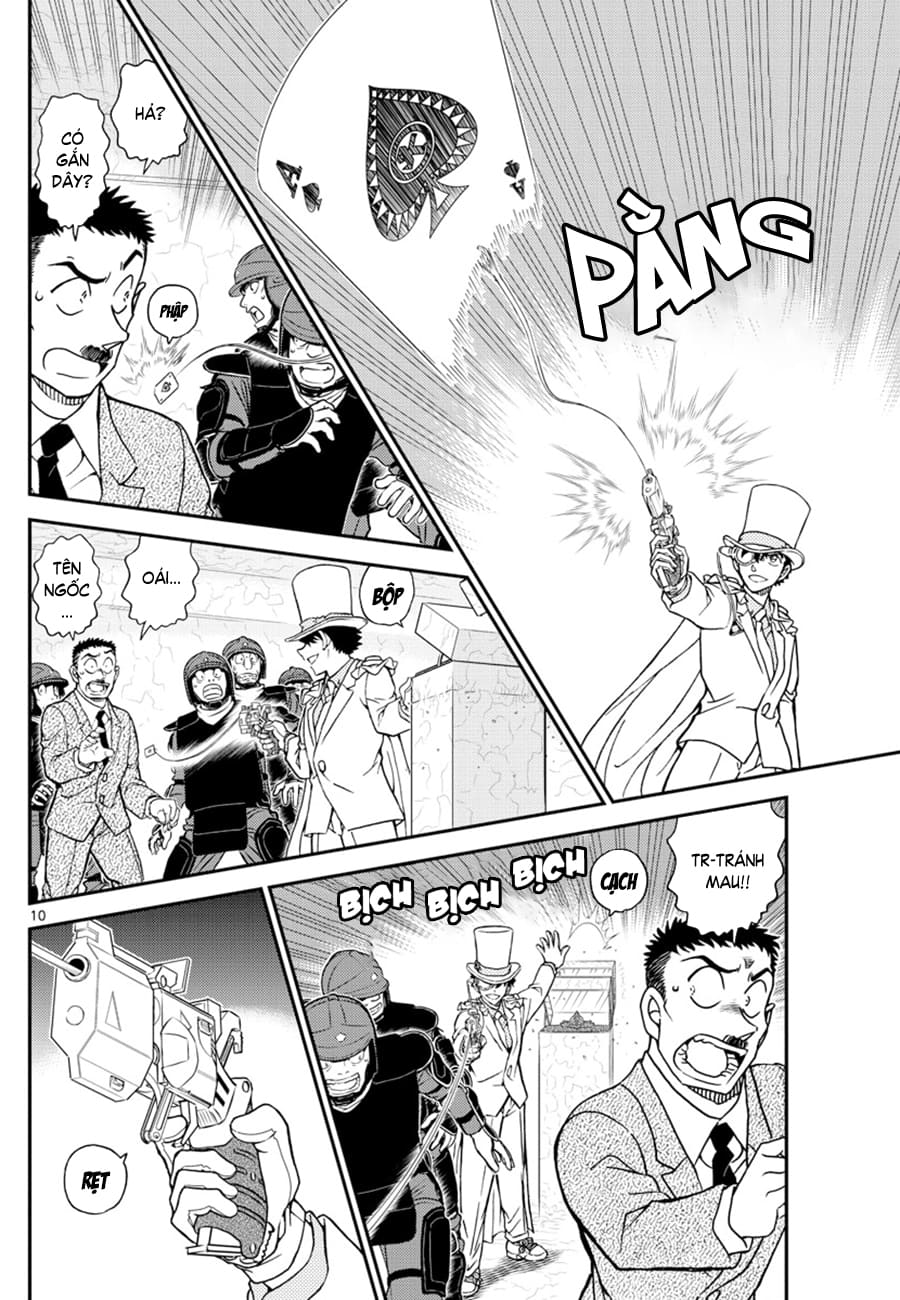 PẰNG
A
A
HẢ?
CÓ
GẮN
DÂY?
PHẬP
BỘP
OÁI...
TÊN
NGỐC
...
TR-TRÁNH
MAU!!
CẠCH
BỊCH BỊCH BỊCH
RẸT
10